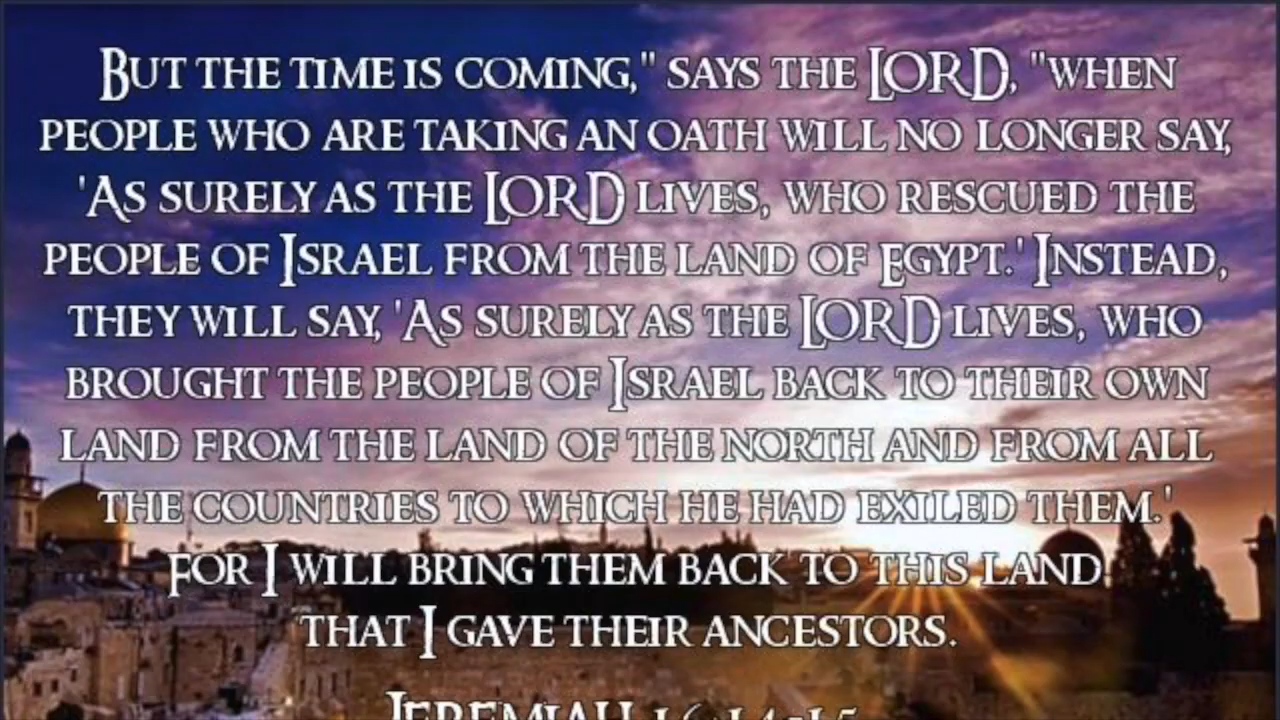 But the time is coming," says the LORD, "when
people who are taking an oath will no longer say,
'As surely as the LORD lives, who rescued the
people of Israel from the land of Egypt.' Instead,
they will say, 'As surely as the LORD lives, who
brought the people of Israel back to their own
land from the land of the north and from all
the countries to which he had exiled them.'
For I will bring them back to this land
that I gave their ancestors.
Jeremiah 16:14-15